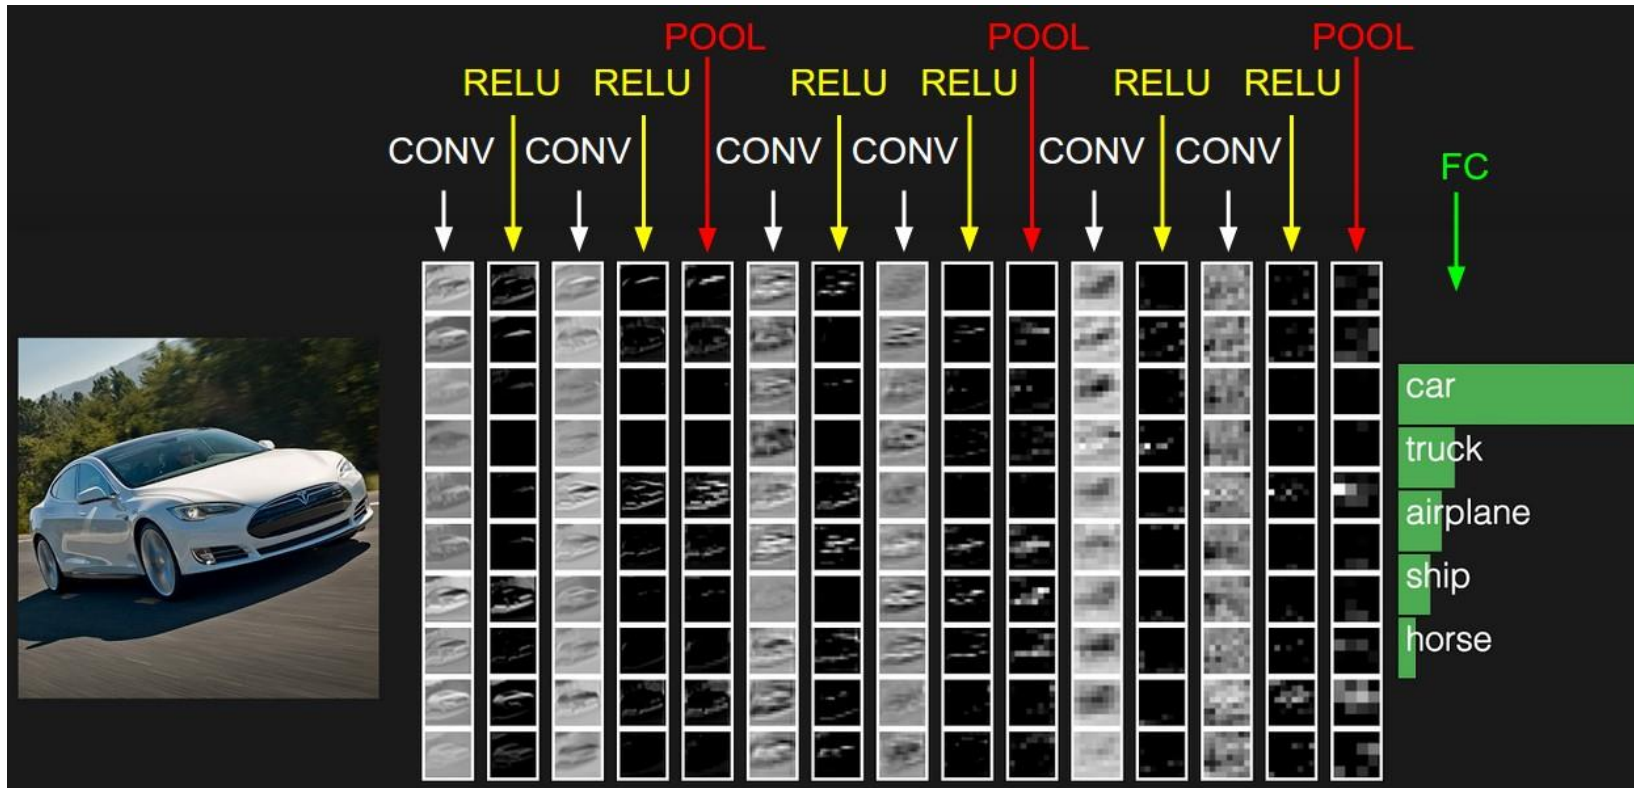 POOL POOL POOL
RELU RELU RELU RELU RELU RELU
CONV CONV CONV CONV CONV CONV
FC
car
truck
airplane
ship
horse